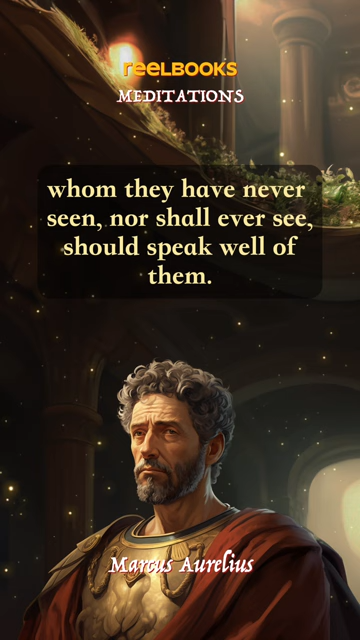 reelbooks
MEDITATIONS
whom they have never
seen, nor shall ever see,
should speak well of
them.
Marcus Aurelius